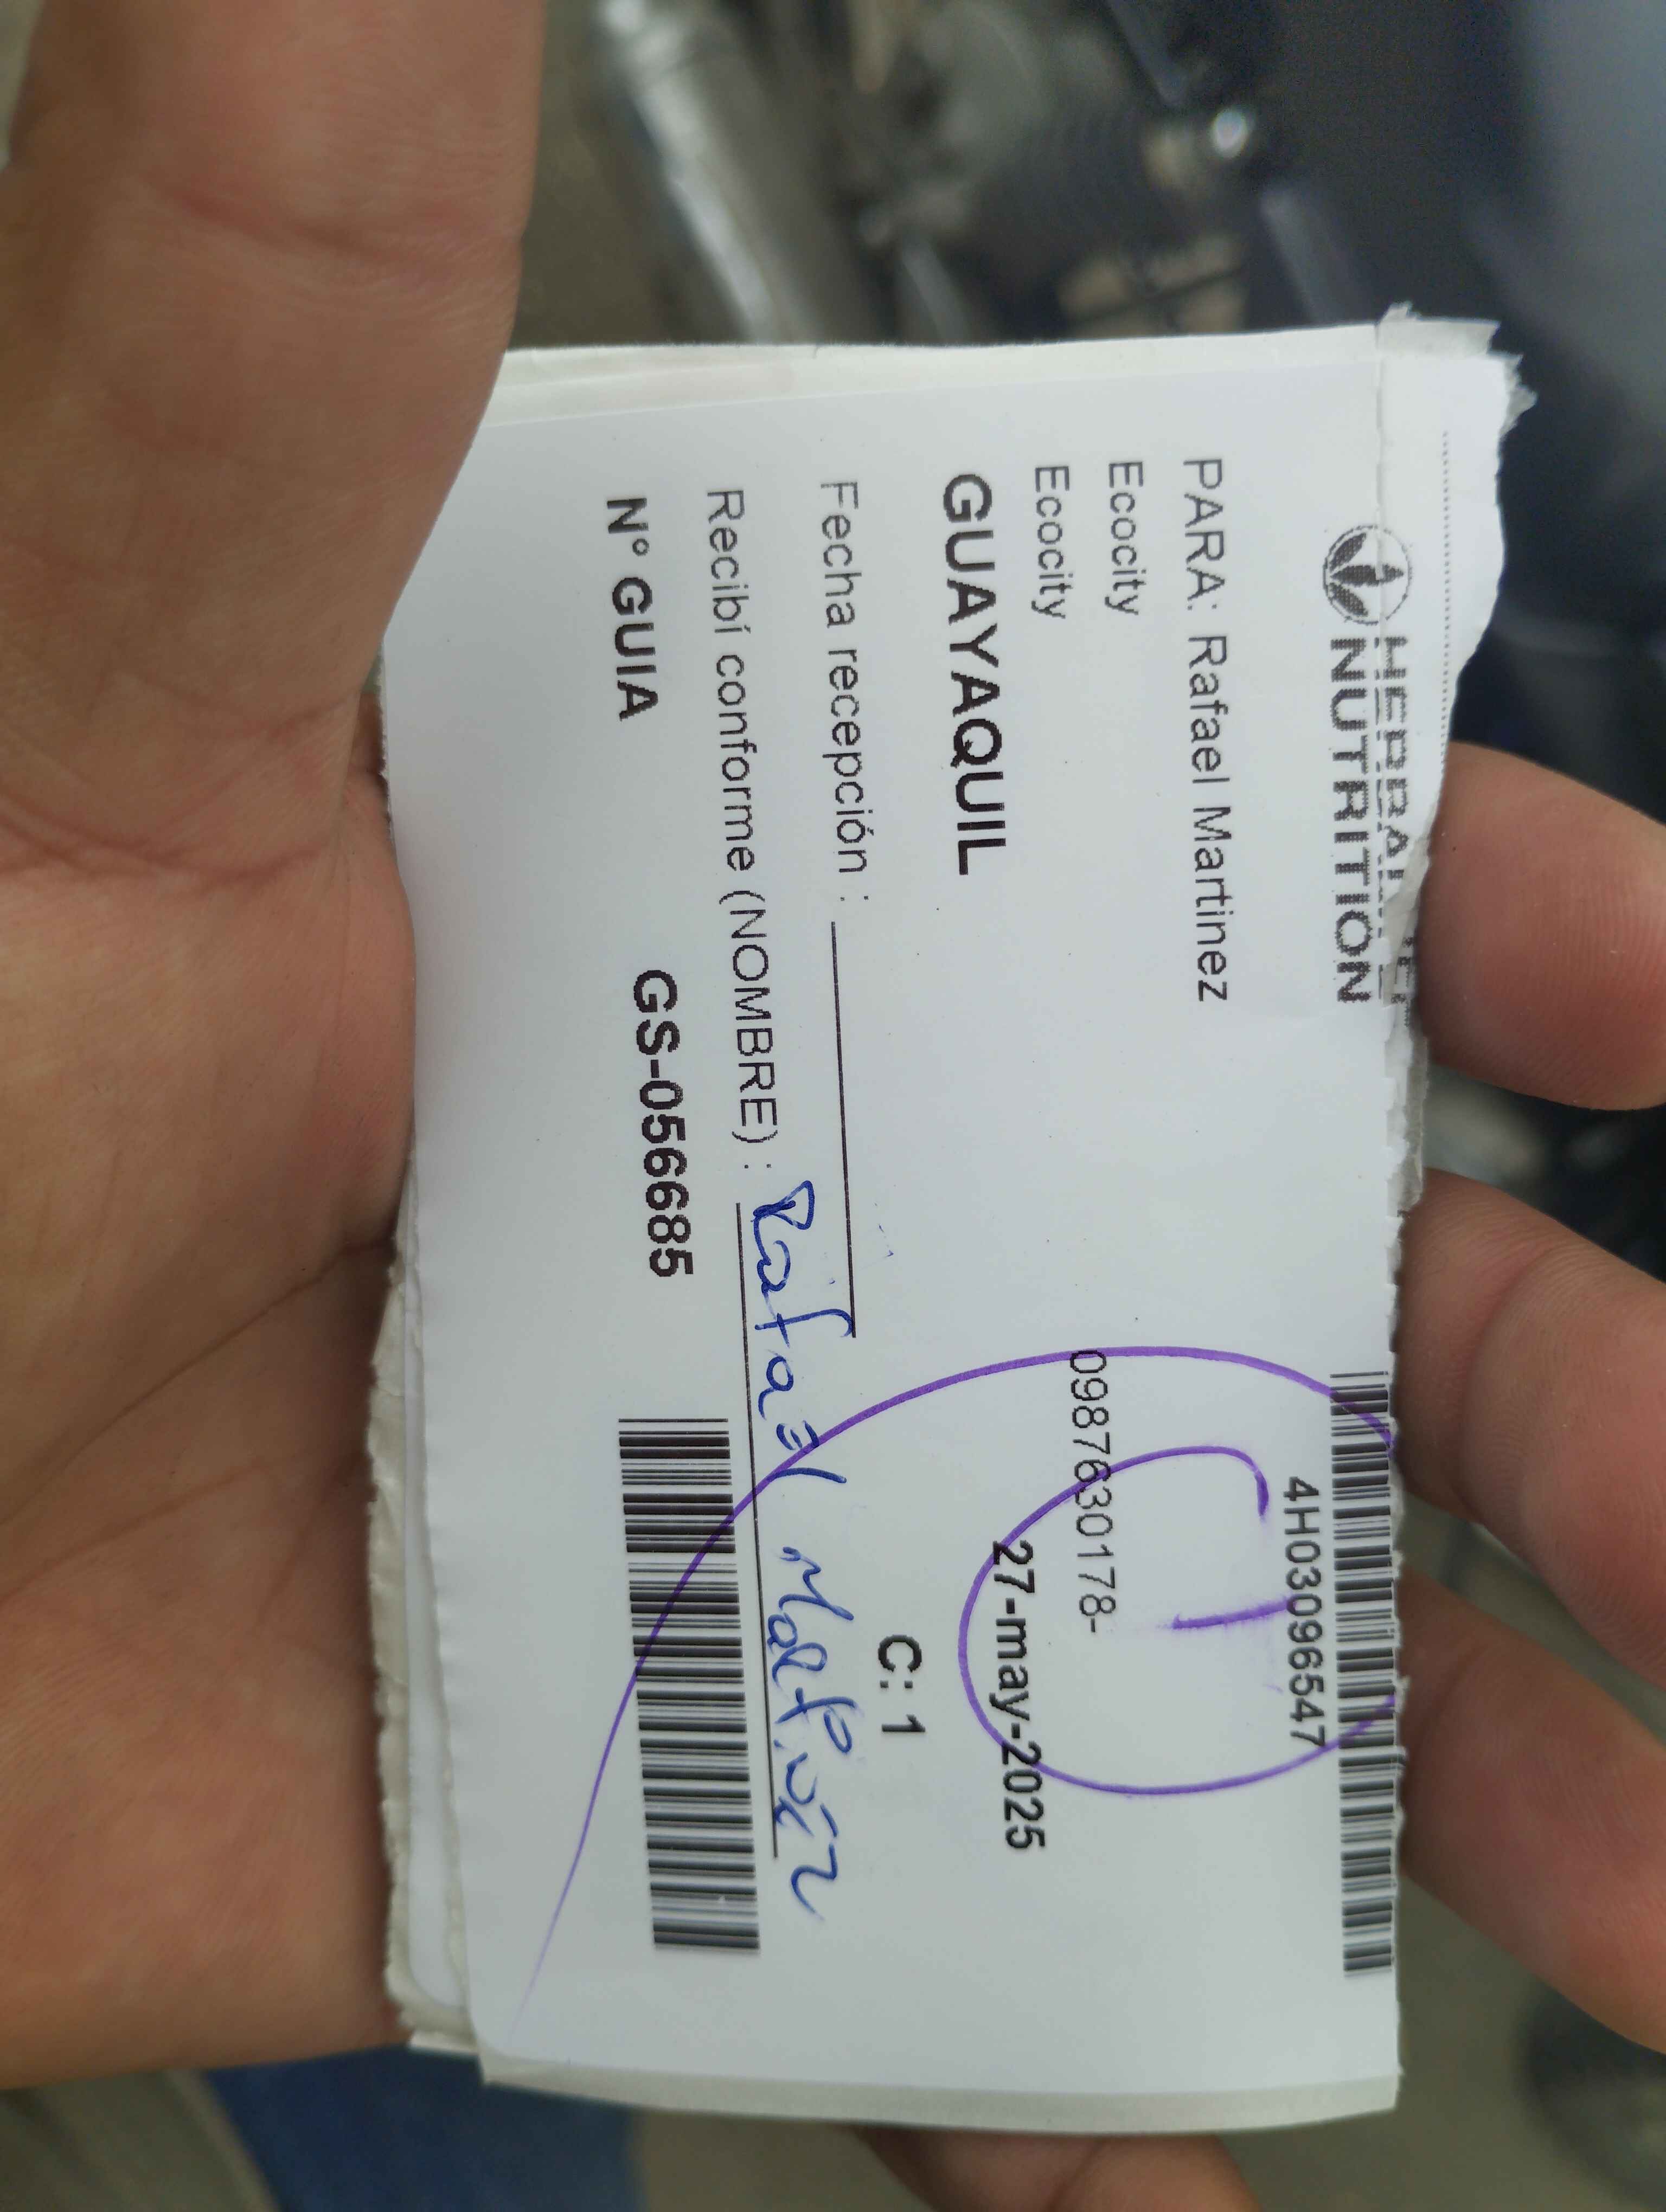 HERBALIFE
NUTRITION
4H03096547
PARA: Rafael Martinez
Ecocity
0987630178-
Ecocity
27-may-2025
GUAYAQUIL
C: 1
Fecha recepción :
Recibí conforme (NOMBRE) : Rafael Martinez
N° GUIA GS-056685